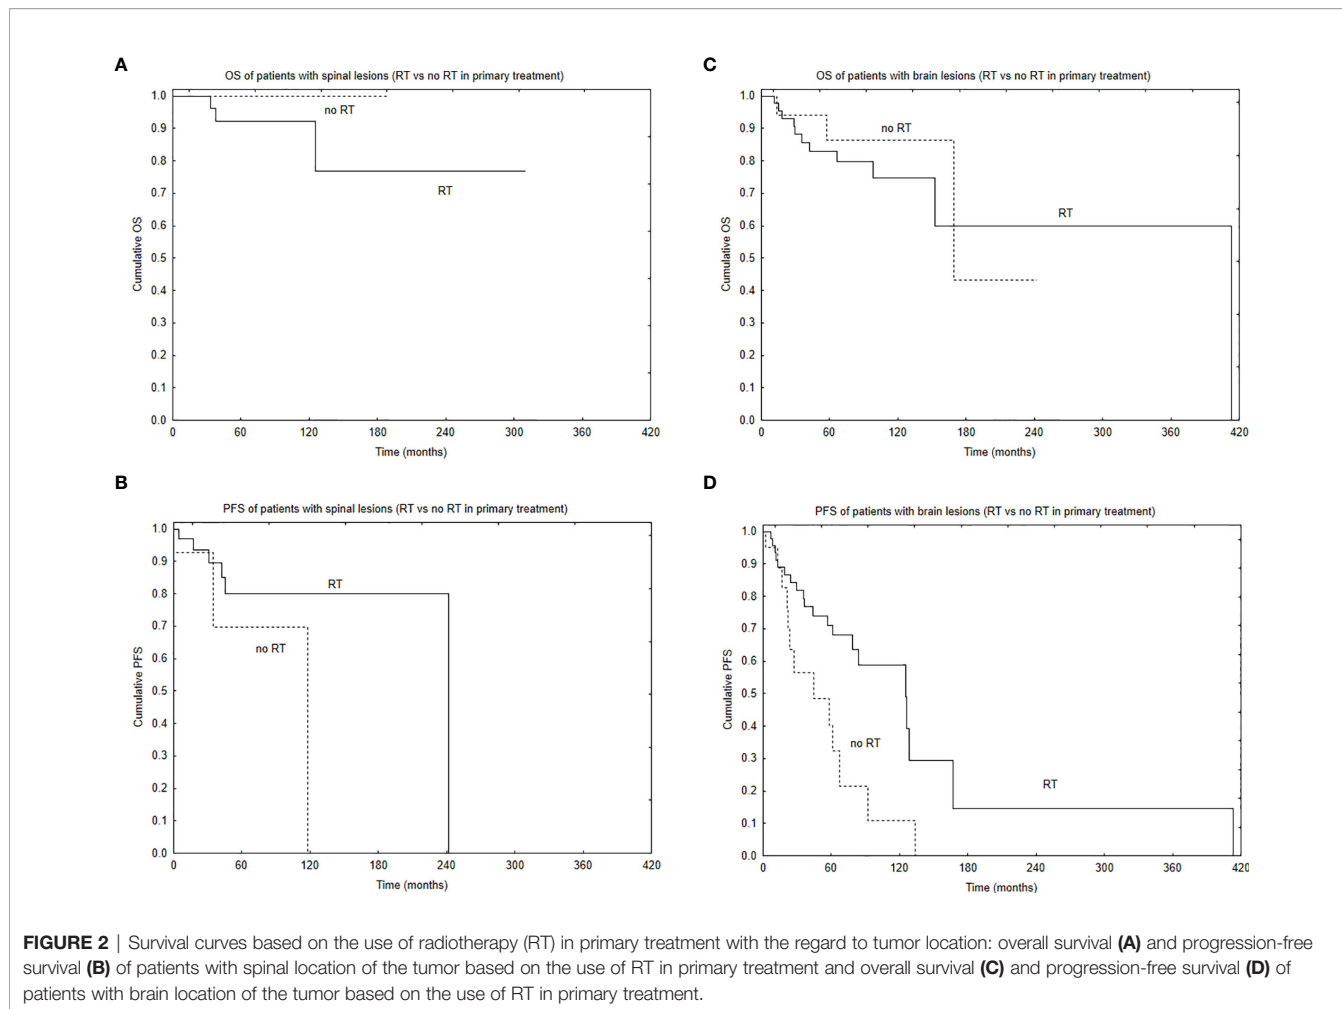 A
OS of patients with spinal lesions (RT vs no RT in primary treatment)
1.0
0.9
0.8
0.7
0.6
0.5
0.4
0.3
0.2
0.1
0.0
Cumulative OS
no RT
RT
0 60 120 180 240 300 360 420
Time (months)
C
OS of patients with brain lesions (RT vs no RT in primary treatment)
1.0
0.9
0.8
0.7
0.6
0.5
0.4
0.3
0.2
0.1
0.0
Cumulative OS
no RT
RT
0 60 120 180 240 300 360 420
Time (months)
B
PFS of patients with spinal lesions (RT vs no RT in primary treatment)
1.0
0.9
0.8
0.7
0.6
0.5
0.4
0.3
0.2
0.1
0.0
Cumulative PFS
RT
no RT
0 60 120 180 240 300 360 420
Time (months)
D
PFS of patients with brain lesions (RT vs no RT in primary treatment)
1.0
0.9
0.8
0.7
0.6
0.5
0.4
0.3
0.2
0.1
0.0
Cumulative PFS
no RT
RT
0 60 120 180 240 300 360 420
Time (months)
FIGURE 2 | Survival curves based on the use of radiotherapy (RT) in primary treatment with the regard to tumor location: overall survival (A) and progression-free
survival (B) of patients with spinal location of the tumor based on the use of RT in primary treatment and overall survival (C) and progression-free survival (D) of
patients with brain location of the tumor based on the use of RT in primary treatment.